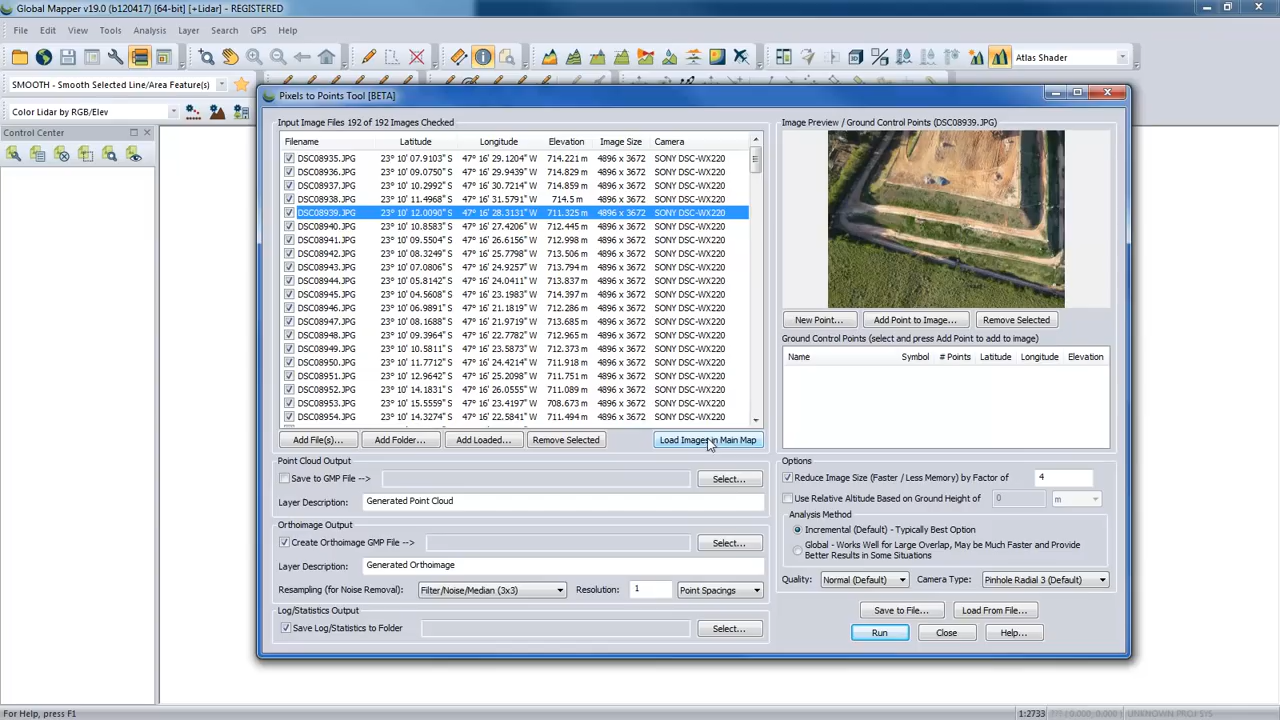 Global Mapper v19.0 (b120417) [64-bit] [+Lidar] - REGISTERED
File Edit View Tools Analysis Layer Search GPS Help
Atlas Shader
SMOOTH - Smooth Selected Line/Area Feature(s)
Color Lidar by RGB/Elev
Control Center
Pixels to Points Tool [BETA]
Input Image Files 192 of 192 Images Checked
Filename Latitude Longitude Elevation Image Size Camera
DSC08935.JPG 23° 10' 07.9103" S 47° 16' 29.1204" W 714.221 m 4896 x 3672 SONY DSC-WX220
DSC08936.JPG 23° 10' 09.0750" S 47° 16' 29.9439" W 714.829 m 4896 x 3672 SONY DSC-WX220
DSC08937.JPG 23° 10' 10.2992" S 47° 16' 30.7214" W 714.859 m 4896 x 3672 SONY DSC-WX220
DSC08938.JPG 23° 10' 11.4968" S 47° 16' 31.5791" W 714.5 m 4896 x 3672 SONY DSC-WX220
DSC08939.JPG 23° 10' 12.0090" S 47° 16' 28.3131" W 711.325 m 4896 x 3672 SONY DSC-WX220
DSC08940.JPG 23° 10' 10.8583" S 47° 16' 27.4206" W 712.445 m 4896 x 3672 SONY DSC-WX220
DSC08941.JPG 23° 10' 09.5504" S 47° 16' 26.6156" W 712.998 m 4896 x 3672 SONY DSC-WX220
DSC08942.JPG 23° 10' 08.3249" S 47° 16' 25.7798" W 713.506 m 4896 x 3672 SONY DSC-WX220
DSC08943.JPG 23° 10' 07.0806" S 47° 16' 24.9257" W 713.794 m 4896 x 3672 SONY DSC-WX220
DSC08944.JPG 23° 10' 05.8142" S 47° 16' 24.0411" W 713.837 m 4896 x 3672 SONY DSC-WX220
DSC08945.JPG 23° 10' 04.5608" S 47° 16' 23.1983" W 714.397 m 4896 x 3672 SONY DSC-WX220
DSC08946.JPG 23° 10' 06.9891" S 47° 16' 21.1819" W 712.286 m 4896 x 3672 SONY DSC-WX220
DSC08947.JPG 23° 10' 08.1688" S 47° 16' 21.9719" W 713.685 m 4896 x 3672 SONY DSC-WX220
DSC08948.JPG 23° 10' 09.3964" S 47° 16' 22.7782" W 712.965 m 4896 x 3672 SONY DSC-WX220
DSC08949.JPG 23° 10' 10.5811" S 47° 16' 23.5873" W 712.373 m 4896 x 3672 SONY DSC-WX220
DSC08950.JPG 23° 10' 11.7712" S 47° 16' 24.4214" W 711.918 m 4896 x 3672 SONY DSC-WX220
DSC08951.JPG 23° 10' 12.9642" S 47° 16' 25.2098" W 711.751 m 4896 x 3672 SONY DSC-WX220
DSC08952.JPG 23° 10' 14.1831" S 47° 16' 26.0555" W 711.089 m 4896 x 3672 SONY DSC-WX220
DSC08953.JPG 23° 10' 15.5559" S 47° 16' 23.4197" W 708.673 m 4896 x 3672 SONY DSC-WX220
DSC08954.JPG 23° 10' 14.3274" S 47° 16' 22.5841" W 711.494 m 4896 x 3672 SONY DSC-WX220
Add File(s)... Add Folder... Add Loaded... Remove Selected Load Images in Main Map
Point Cloud Output
Save to GMP File --> Select...
Layer Description: Generated Point Cloud
Orthoimage Output
Create Orthoimage GMP File --> Select...
Layer Description: Generated Orthoimage
Resampling (for Noise Removal): Filter/Noise/Median (3x3) Resolution: 1 Point Spacings
Log/Statistics Output
Save Log/Statistics to Folder Select...
Image Preview / Ground Control Points (DSC08939.JPG)
New Point... Add Point to Image... Remove Selected
Ground Control Points (select and press Add Point to add to image)
Name Symbol # Points Latitude Longitude Elevation
Options
Reduce Image Size (Faster / Less Memory) by Factor of 4
Use Relative Altitude Based on Ground Height of 0 m
Analysis Method
Incremental (Default) - Typically Best Option
Global - Works Well for Large Overlap, May be Much Faster and Provide
Better Results in Some Situations
Quality: Normal (Default) Camera Type: Pinhole Radial 3 (Default)
Save to File... Load From File...
Run Close Help...
For Help, press F1
1:2733 ??? (0.000,0.000) UNKNOWN PROJ SYS